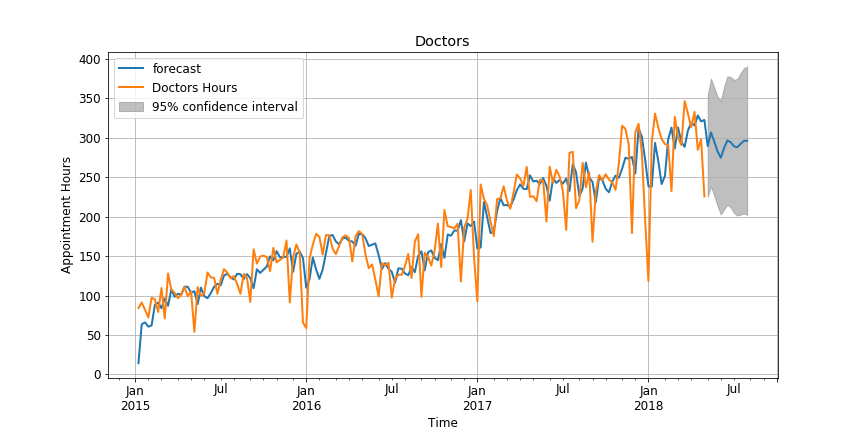 Doctors
forecast
Doctors Hours
95% confidence interval
Appointment Hours
400
350
300
250
200
150
100
50
0
Jan Jul Jan Jul Jan Jul Jan Jul
2015 2016 2017 2018
Time